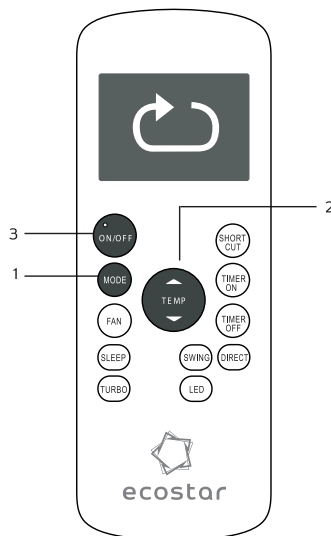 2
3
ON/OFF
SHORT
CUT
1
MODE
TEMP
TIMER
ON
FAN
TIMER
OFF
SLEEP
SWING
DIRECT
TURBO
LED
ecostar